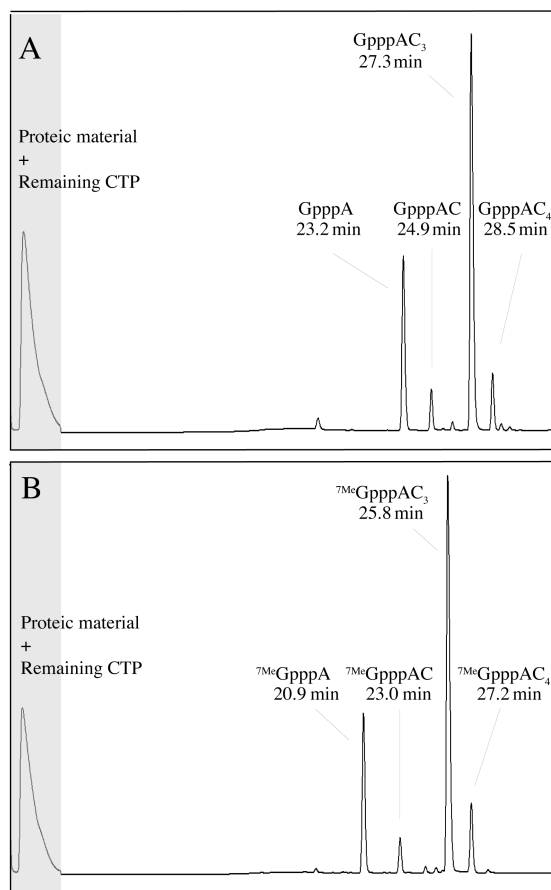 A
GpppAC₃
27.3 min
Proteic material
+
Remaining CTP
GpppA
23.2 min
GpppAC
24.9 min
GpppAC₄
28.5 min
B
⁷ᴹᵉGpppAC₃
25.8 min
Proteic material
+
Remaining CTP
⁷ᴹᵉGpppA
20.9 min
⁷ᴹᵉGpppAC
23.0 min
⁷ᴹᵉGpppAC₄
27.2 min